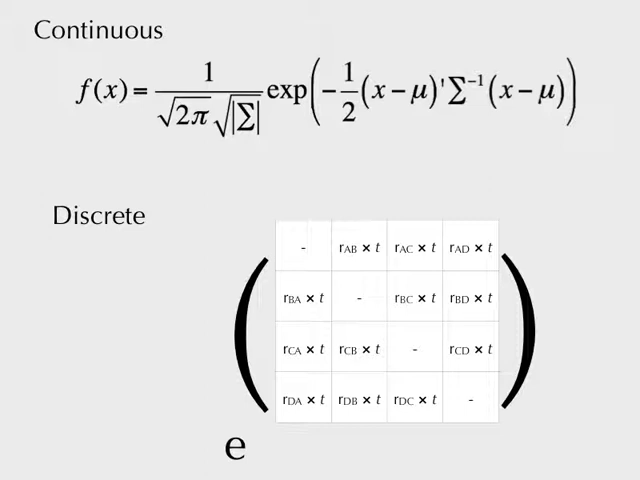 Continuous
f(x) = 1 / (√2π √|Σ|) exp(−1/2 (x − μ)' Σ⁻¹ (x − μ))
Discrete
- rAB × t rAC × t rAD × t
rBA × t - rBC × t rBD × t
rCA × t rCB × t - rCD × t
rDA × t rDB × t rDC × t -
e